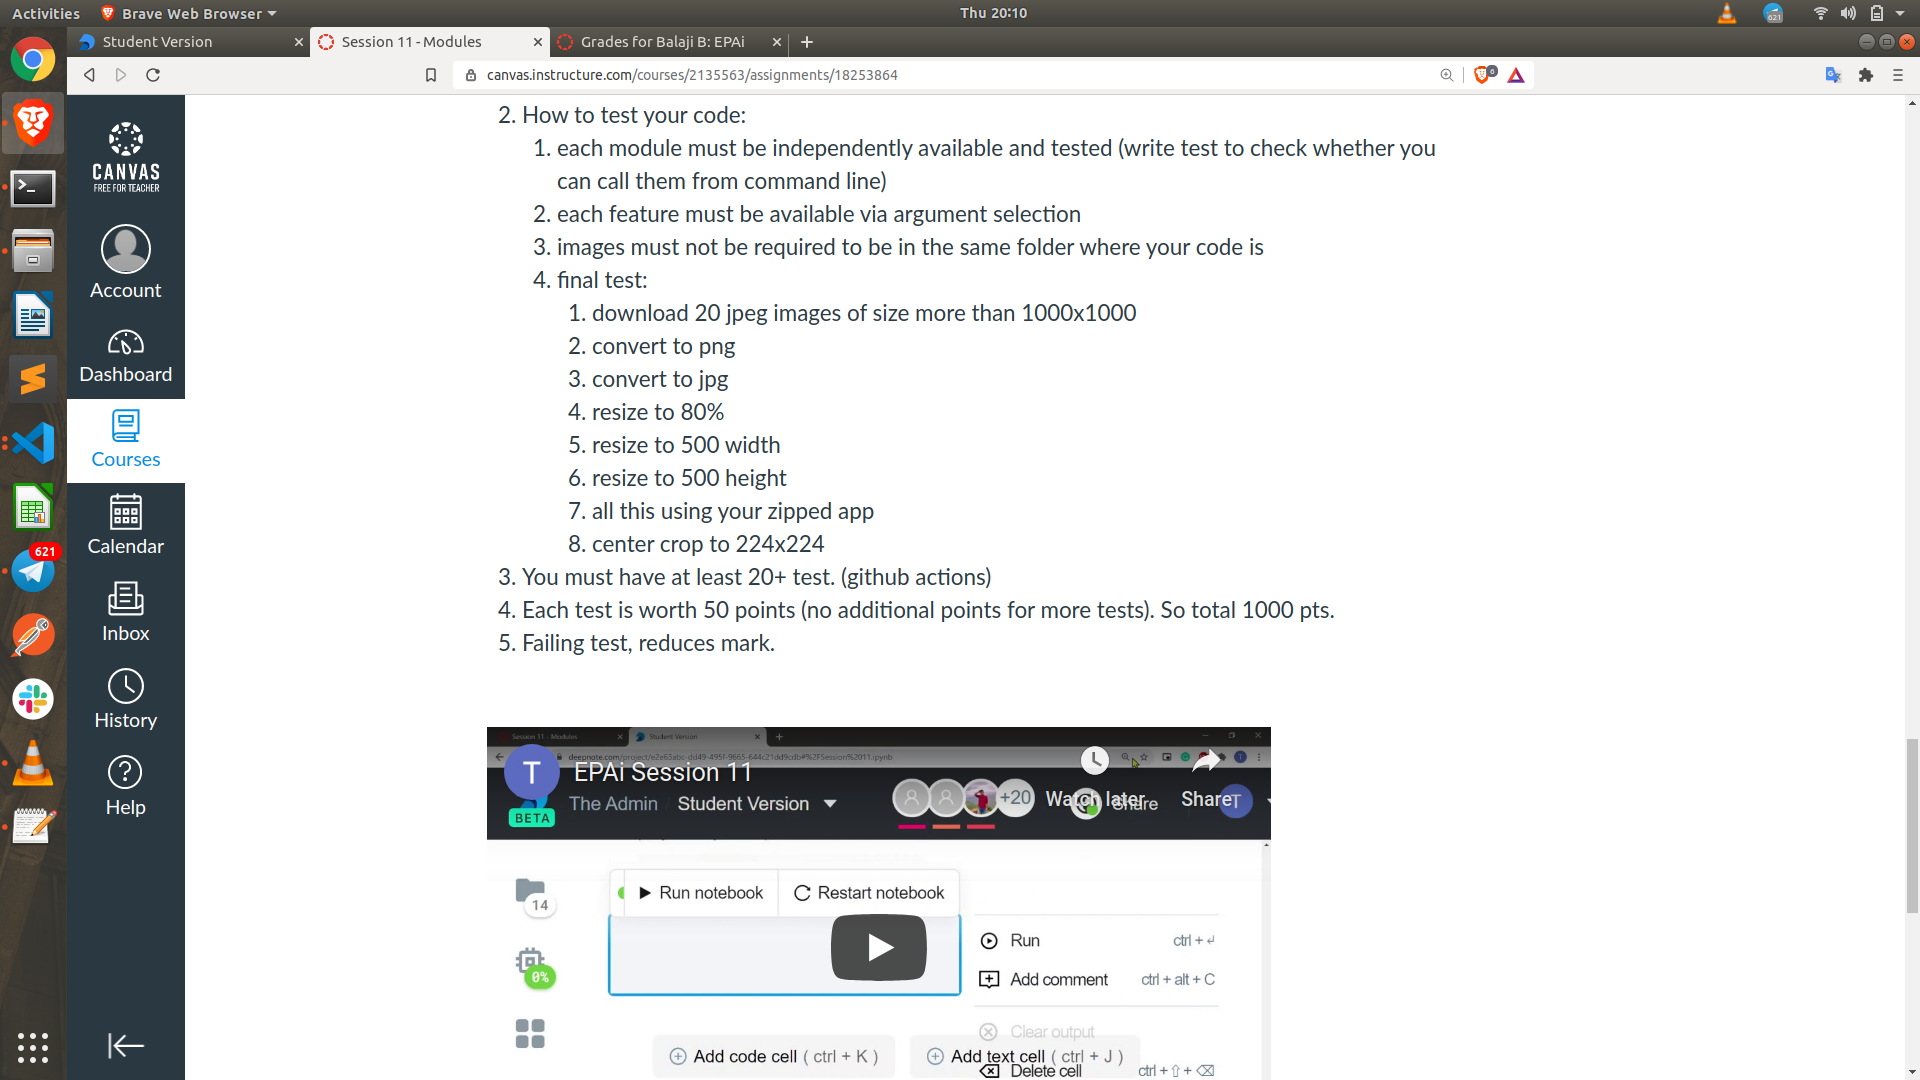 Activities
Brave Web Browser
Thu 20:10
621
Student Version
Session 11 - Modules
Grades for Balaji B: EPAi
canvas.instructure.com/courses/2135563/assignments/18253864
6
CANVAS
FREE FOR TEACHER
Account
Dashboard
Courses
Calendar
621
Inbox
History
Help
2. How to test your code:
1. each module must be independently available and tested (write test to check whether you
can call them from command line)
2. each feature must be available via argument selection
3. images must not be required to be in the same folder where your code is
4. final test:
1. download 20 jpeg images of size more than 1000x1000
2. convert to png
3. convert to jpg
4. resize to 80%
5. resize to 500 width
6. resize to 500 height
7. all this using your zipped app
8. center crop to 224x224
3. You must have at least 20+ test. (github actions)
4. Each test is worth 50 points (no additional points for more tests). So total 1000 pts.
5. Failing test, reduces mark.
Session 11 - Modules
Student Version
T
EPAi Session 11
BETA
The Admin
Student Version
+20
Watch later
Share
Share
T
14
Run notebook
Restart notebook
0%
Run
ctrl + ⏎
Add comment
ctrl + alt + C
Clear output
Add code cell ( ctrl + K )
Add text cell ( ctrl + J )
Delete cell
ctrl + ⇧ + ⌫